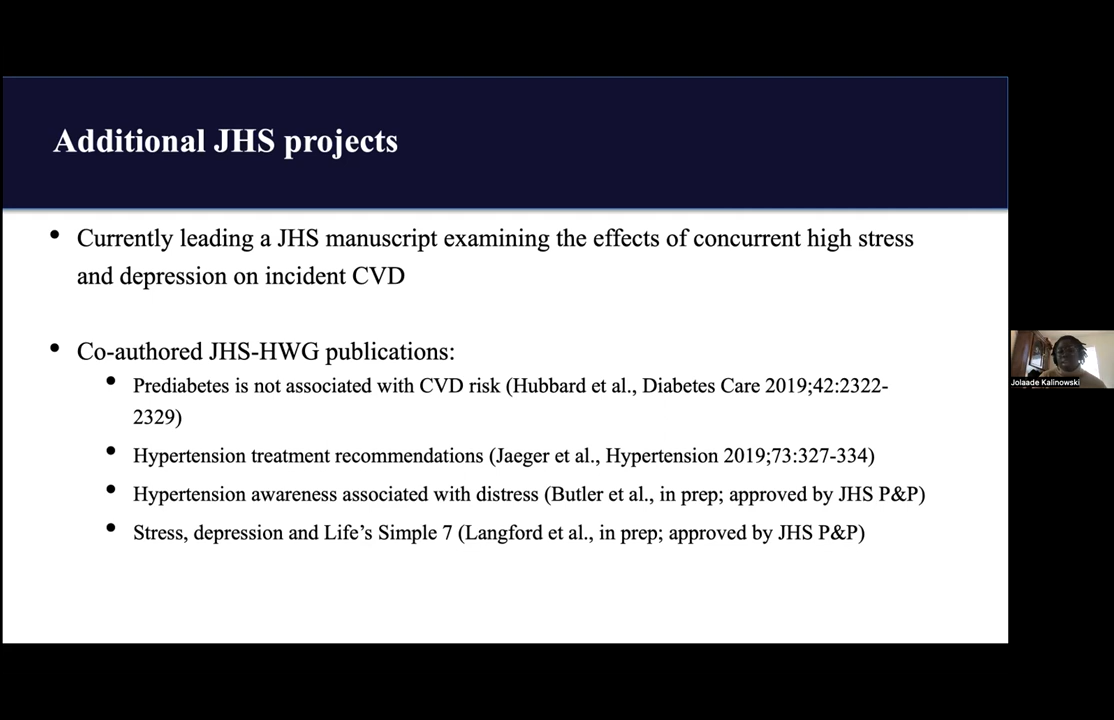 Additional JHS projects
• Currently leading a JHS manuscript examining the effects of concurrent high stress
and depression on incident CVD
• Co-authored JHS-HWG publications:
• Prediabetes is not associated with CVD risk (Hubbard et al., Diabetes Care 2019;42:2322-
2329)
• Hypertension treatment recommendations (Jaeger et al., Hypertension 2019;73:327-334)
• Hypertension awareness associated with distress (Butler et al., in prep; approved by JHS P&P)
• Stress, depression and Life’s Simple 7 (Langford et al., in prep; approved by JHS P&P)
Jolaade Kalinowski